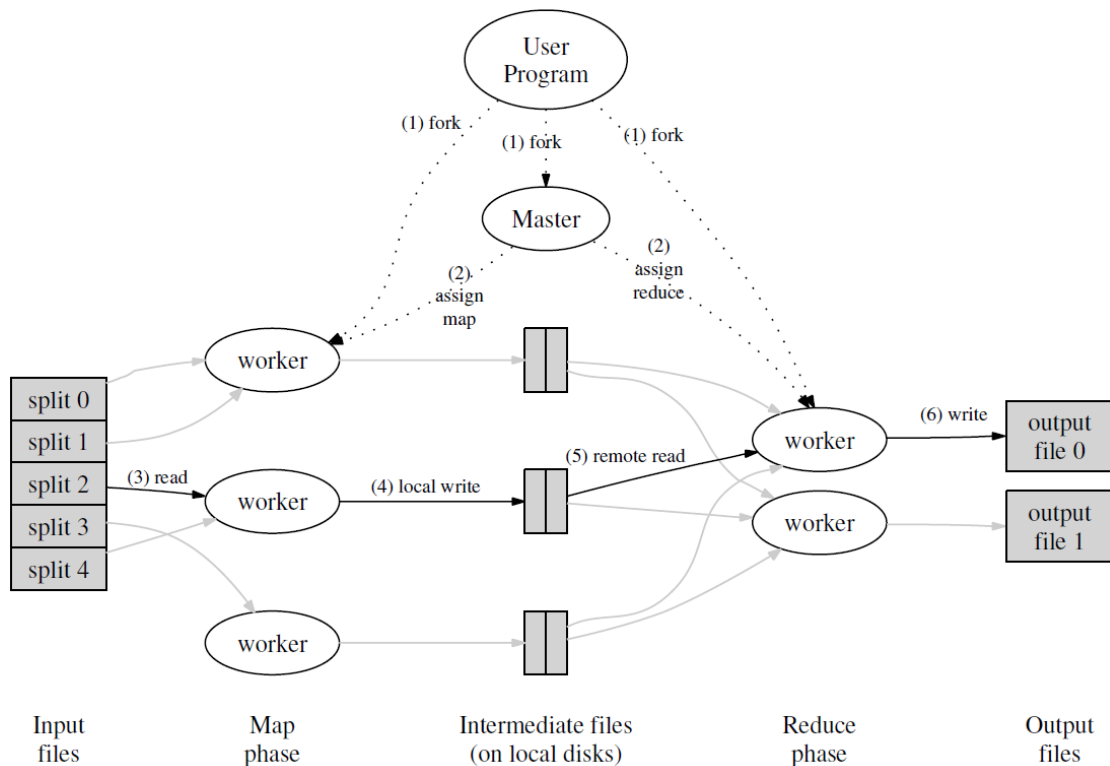 User
Program
(1) fork
(1) fork
(1) fork
Master
(2)
assign
map
(2)
assign
reduce
worker
split 0
split 1
split 2
split 3
split 4
(3) read
worker
(4) local write
worker
(5) remote read
worker
worker
(6) write
output
file 0
output
file 1
Input
files
Map
phase
Intermediate files
(on local disks)
Reduce
phase
Output
files